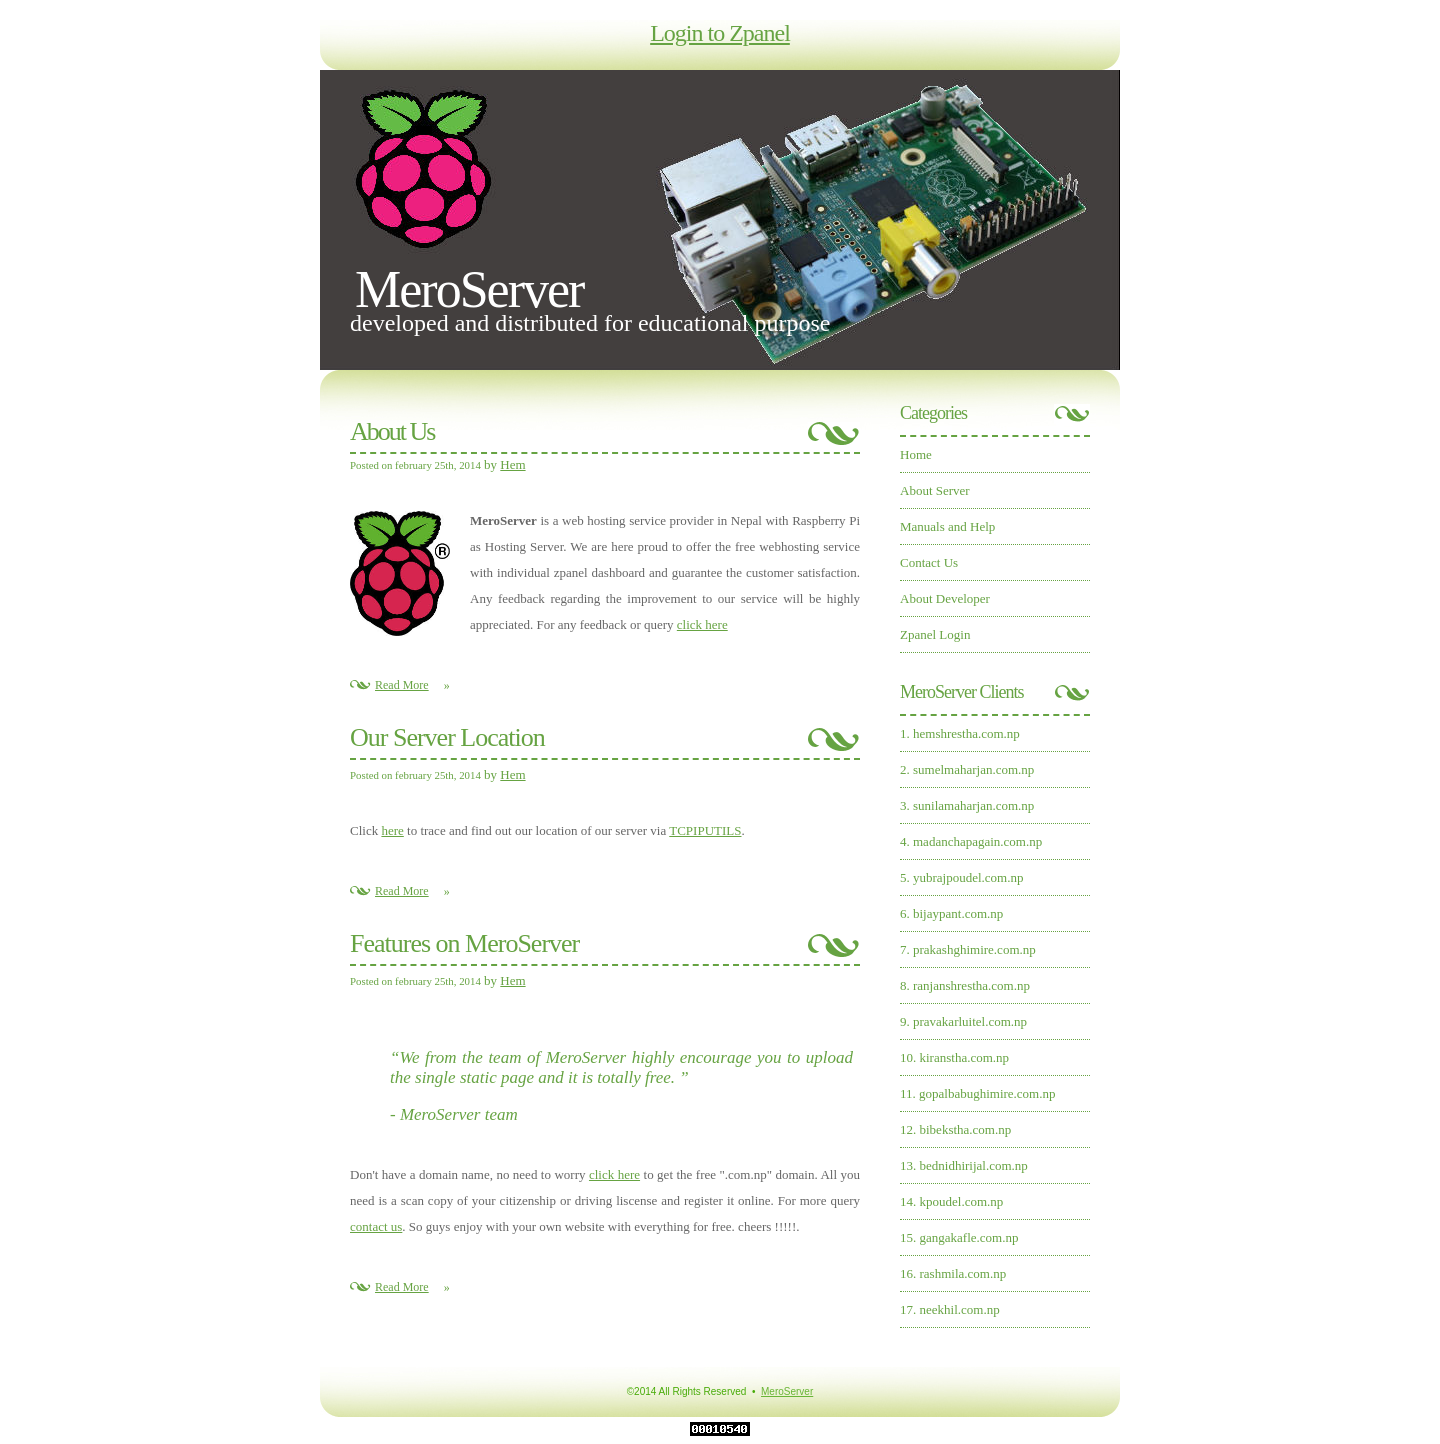 Login to Zpanel
MeroServer
developed and distributed for educational purpose
About Us
Posted on february 25th, 2014 by Hem
MeroServer is a web hosting service provider in Nepal with Raspberry Pi
as Hosting Server. We are here proud to offer the free webhosting service
with individual zpanel dashboard and guarantee the customer satisfaction.
Any feedback regarding the improvement to our service will be highly
appreciated. For any feedback or query click here
®
Read More »
Our Server Location
Posted on february 25th, 2014 by Hem
Click here to trace and find out our location of our server via TCPIPUTILS.
Read More »
Features on MeroServer
Posted on february 25th, 2014 by Hem
“We from the team of MeroServer highly encourage you to upload
the single static page and it is totally free. ”
- MeroServer team
Don't have a domain name, no need to worry click here to get the free ".com.np" domain. All you
need is a scan copy of your citizenship or driving liscense and register it online. For more query
contact us. So guys enjoy with your own website with everything for free. cheers !!!!!.
Read More »
Categories
Home
About Server
Manuals and Help
Contact Us
About Developer
Zpanel Login
MeroServer Clients
1. hemshrestha.com.np
2. sumelmaharjan.com.np
3. sunilamaharjan.com.np
4. madanchapagain.com.np
5. yubrajpoudel.com.np
6. bijaypant.com.np
7. prakashghimire.com.np
8. ranjanshrestha.com.np
9. pravakarluitel.com.np
10. kiranstha.com.np
11. gopalbabughimire.com.np
12. bibekstha.com.np
13. bednidhirijal.com.np
14. kpoudel.com.np
15. gangakafle.com.np
16. rashmila.com.np
17. neekhil.com.np
©2014 All Rights Reserved • MeroServer
00010540